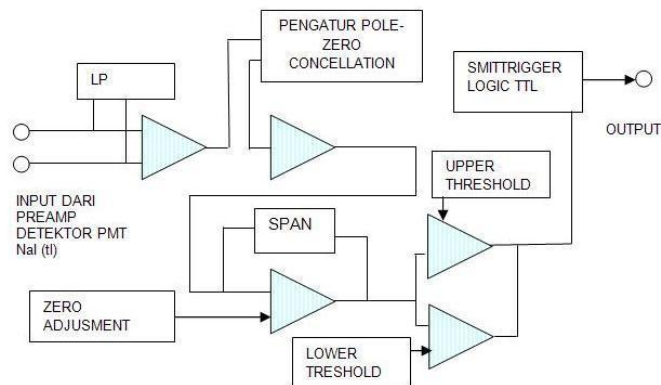 PENGATUR POLE-
ZERO
CONCELLATION
LP
SMITTRIGGER
LOGIC TTL
OUTPUT
INPUT DARI
PREAMP
DETEKTOR PMT
NaI (tl)
UPPER
THRESHOLD
SPAN
ZERO
ADJUSMENT
LOWER
TRESHOLD